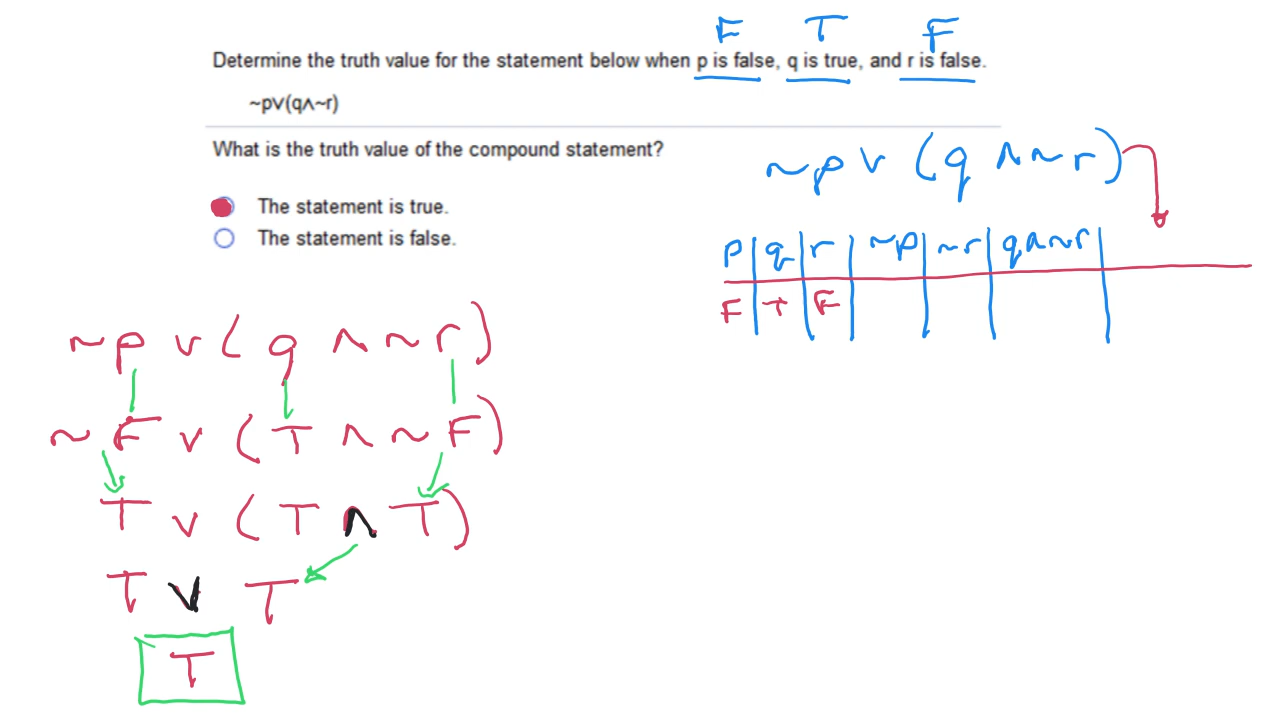 F T F
Determine the truth value for the statement below when p is false, q is true, and r is false.
~p∨(q∧~r)
What is the truth value of the compound statement?
~p ∨ (q ∧ ~r)
The statement is true.
The statement is false.
p q r ~p ~r q∧~r
F T F
~p ∨ (q ∧ ~r)
~F ∨ (T ∧ ~F)
T ∨ (T ∧ T)
T ∨ T
T